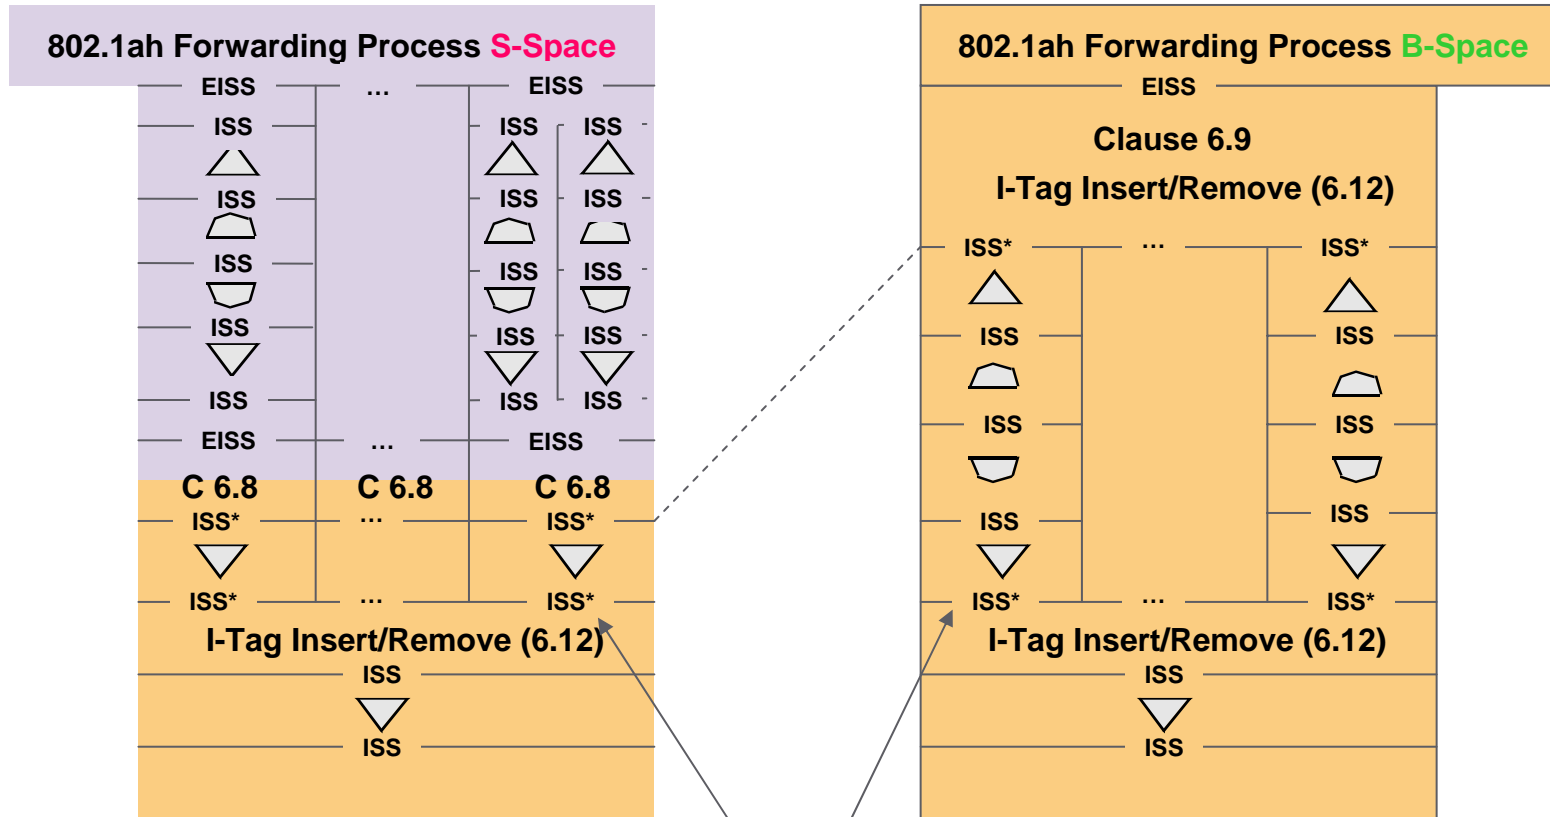 802.1ah Forwarding Process S-Space
EISS ... EISS
ISS ISS ISS
ISS ISS ISS
ISS ISS ISS
ISS ISS ISS
ISS ISS ISS
EISS ... EISS
C 6.8 C 6.8 C 6.8
ISS* ... ISS*
ISS* ... ISS*
I-Tag Insert/Remove (6.12)
ISS
ISS
802.1ah Forwarding Process B-Space
EISS
Clause 6.9
I-Tag Insert/Remove (6.12)
ISS* ... ISS*
ISS ISS
ISS ISS
ISS ISS
ISS* ... ISS*
I-Tag Insert/Remove (6.12)
ISS
ISS